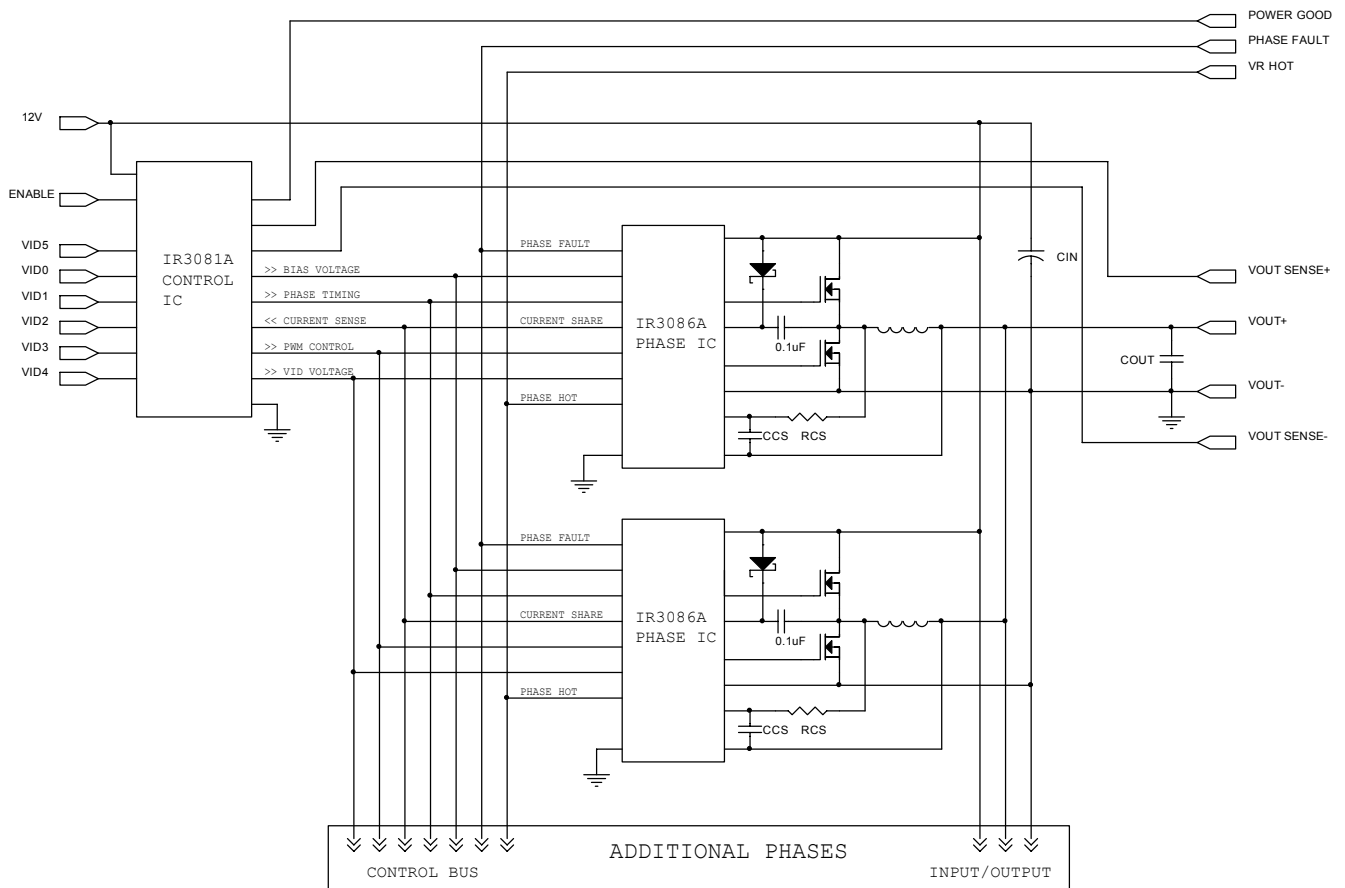 POWER GOOD
PHASE FAULT
VR HOT
12V
ENABLE
VID5
VID0
VID1
VID2
VID3
VID4
IR3081A
CONTROL
IC
>> BIAS VOLTAGE
>> PHASE TIMING
<< CURRENT SENSE
>> PWM CONTROL
>> VID VOLTAGE
PHASE FAULT
CURRENT SHARE
PHASE HOT
IR3086A
PHASE IC
0.1uF
CCS RCS
CIN
COUT
VOUT SENSE+
VOUT+
VOUT-
VOUT SENSE-
PHASE FAULT
CURRENT SHARE
PHASE HOT
IR3086A
PHASE IC
0.1uF
CCS RCS
ADDITIONAL PHASES
CONTROL BUS
INPUT/OUTPUT